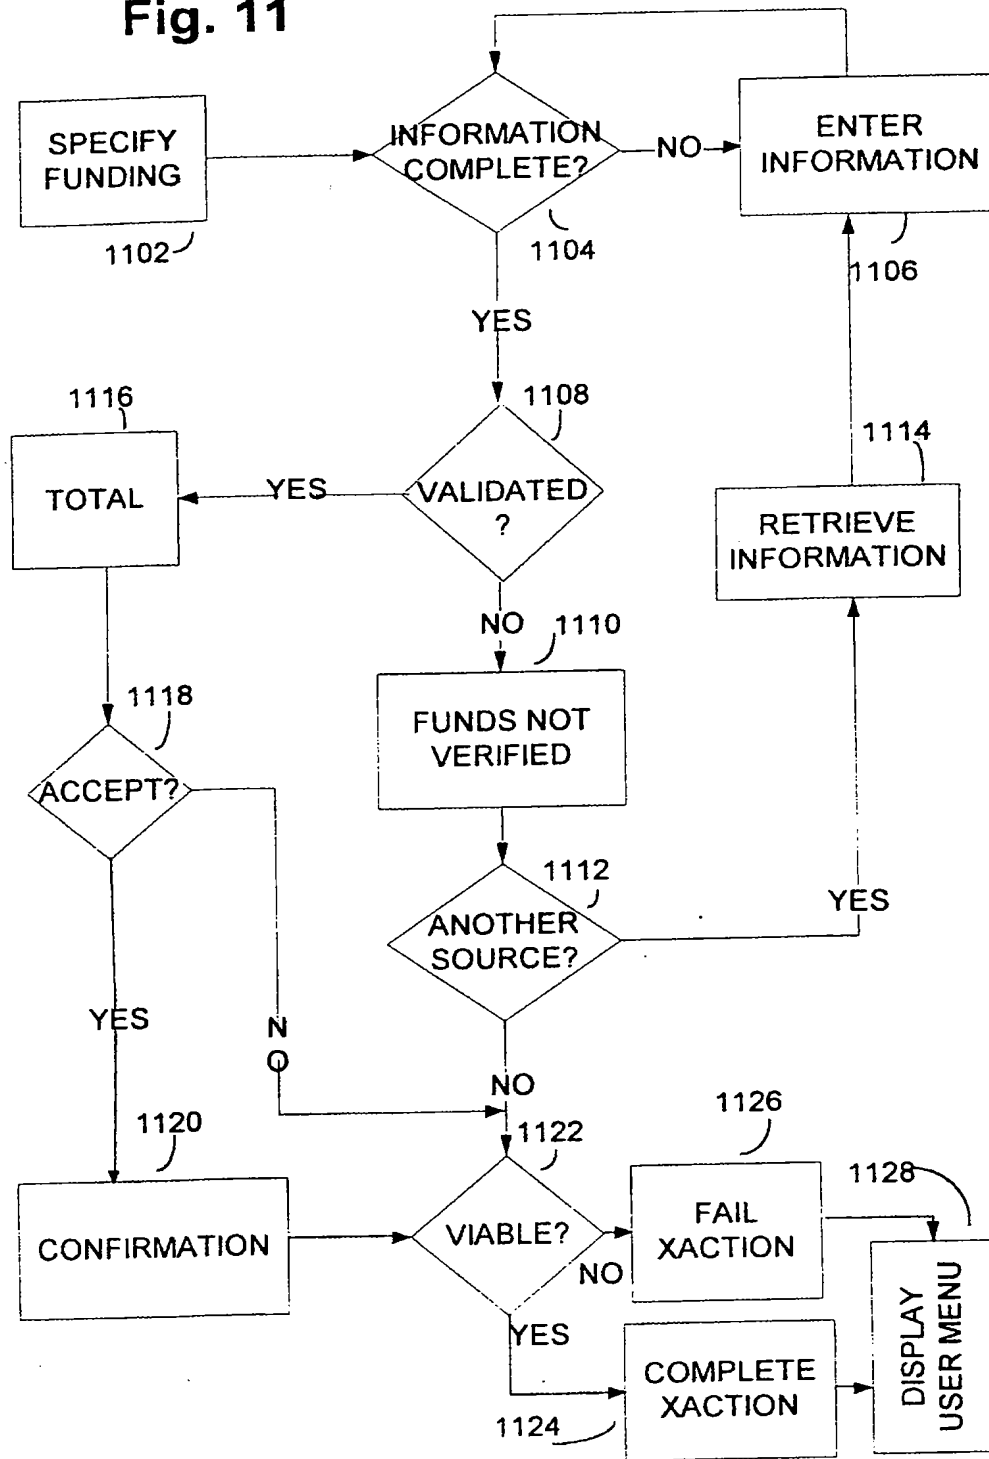 Fig. 11
SPECIFY
FUNDING
1102
INFORMATION
COMPLETE?
1104
NO
ENTER
INFORMATION
1106
YES
1108
VALIDATED
?
YES
1116
TOTAL
1114
RETRIEVE
INFORMATION
NO
1110
FUNDS NOT
VERIFIED
1118
ACCEPT?
1112
ANOTHER
SOURCE?
YES
YES
N
O
NO
1120
CONFIRMATION
1122
VIABLE?
NO
1126
FAIL
XACTION
1128
DISPLAY
USER MENU
YES
1124
COMPLETE
XACTION